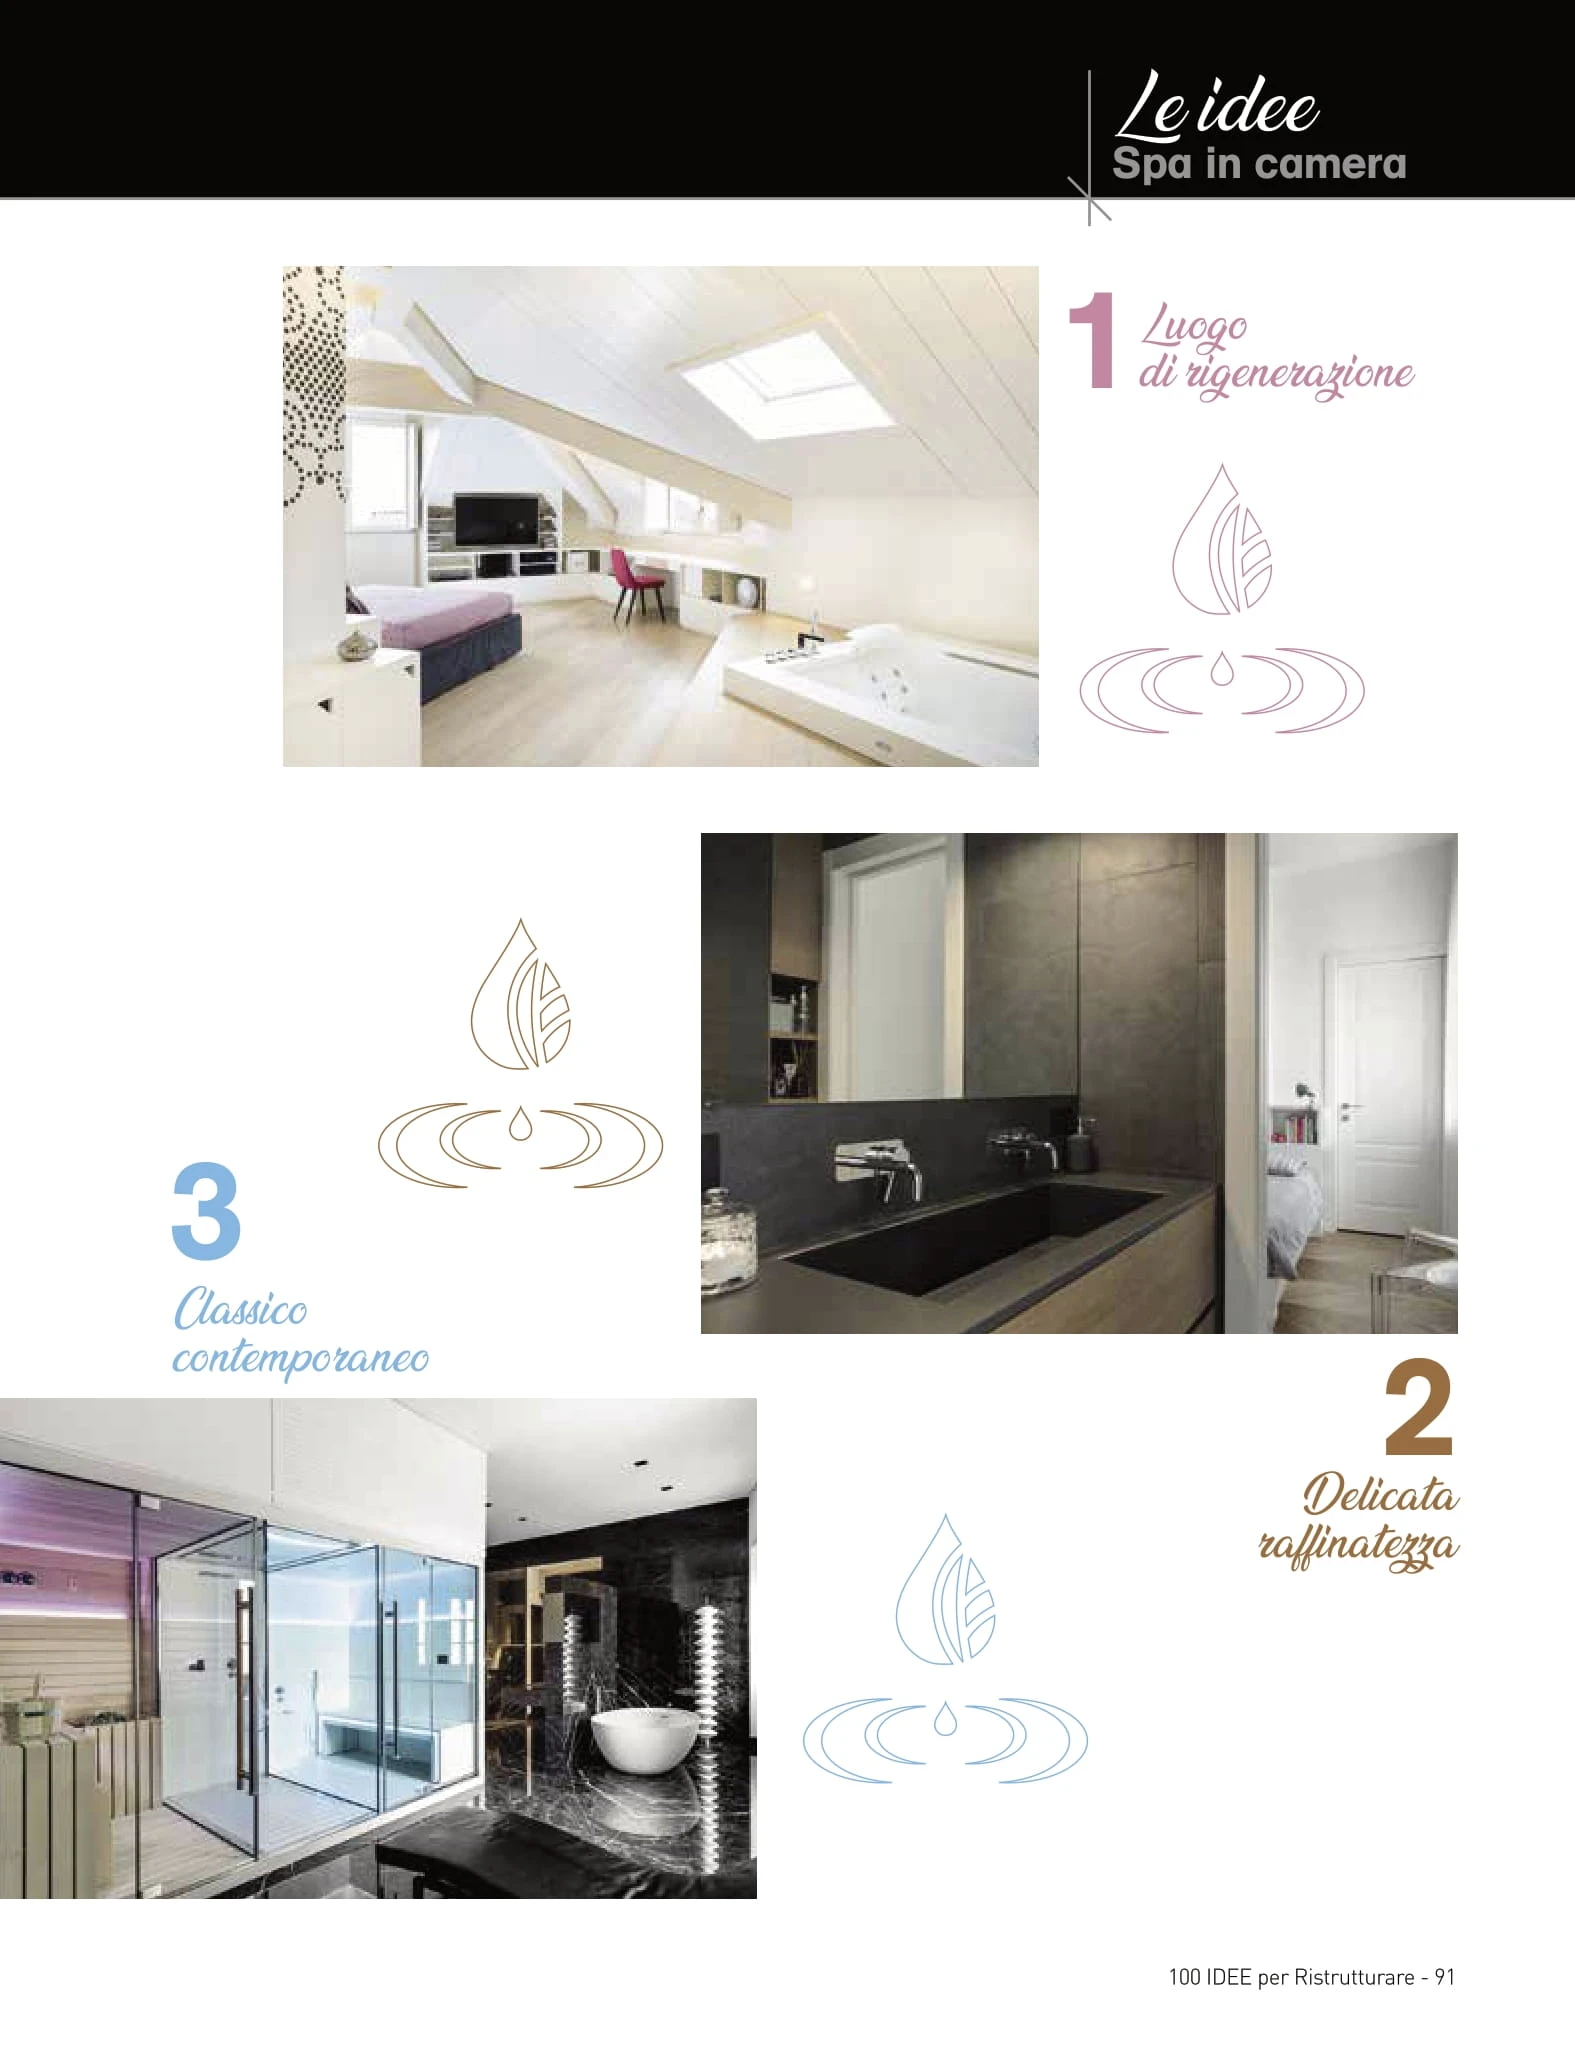 Le idee
Spa in camera
1
Luogo
di rigenerazione
3
Classico
contemporaneo
2
Delicata
raffinatezza
100 IDEE per Ristrutturare - 91